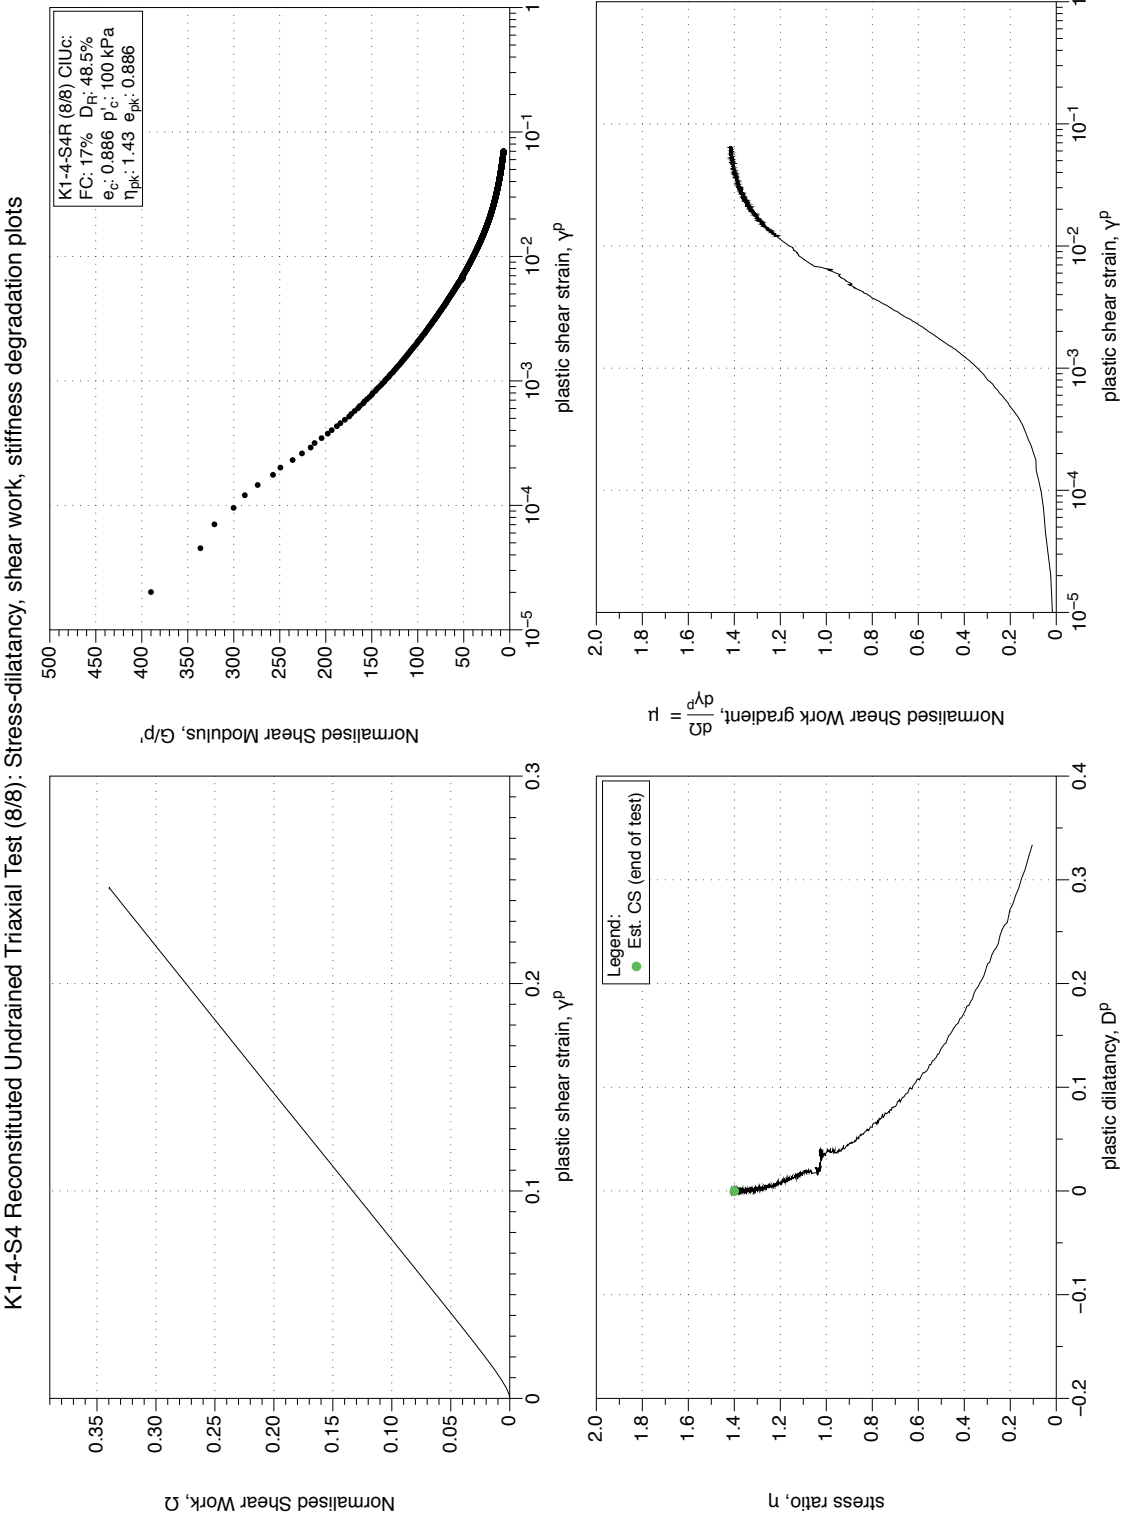 K1-4-S4 Reconstituted Undrained Triaxial Test (8/8): Stress-dilatancy, shear work, stiffness degradation plots
Normalised Shear Work, Ω
0.35
0.30
0.25
0.20
0.15
0.10
0.05
0
0 0.1 0.2 0.3
plastic shear strain, γᵖ
Normalised Shear Modulus, G/p'
500
450
400
350
300
250
200
150
100
50
0
10⁻⁵ 10⁻⁴ 10⁻³ 10⁻² 10⁻¹ 1
plastic shear strain, γᵖ
K1-4-S4R (8/8) CIUc:
FC: 17% D_R: 48.5%
e_c: 0.886 p'_c: 100 kPa
η_pk: 1.43 e_pk: 0.886
stress ratio, η
2.0
1.8
1.6
1.4
1.2
1.0
0.8
0.6
0.4
0.2
0
−0.2 −0.1 0 0.1 0.2 0.3 0.4
plastic dilatancy, Dᵖ
Legend:
Est. CS (end of test)
Normalised Shear Work gradient, dΩ/dγᵖ = μ
2.0
1.8
1.6
1.4
1.2
1.0
0.8
0.6
0.4
0.2
0
10⁻⁵ 10⁻⁴ 10⁻³ 10⁻² 10⁻¹ 1
plastic shear strain, γᵖ